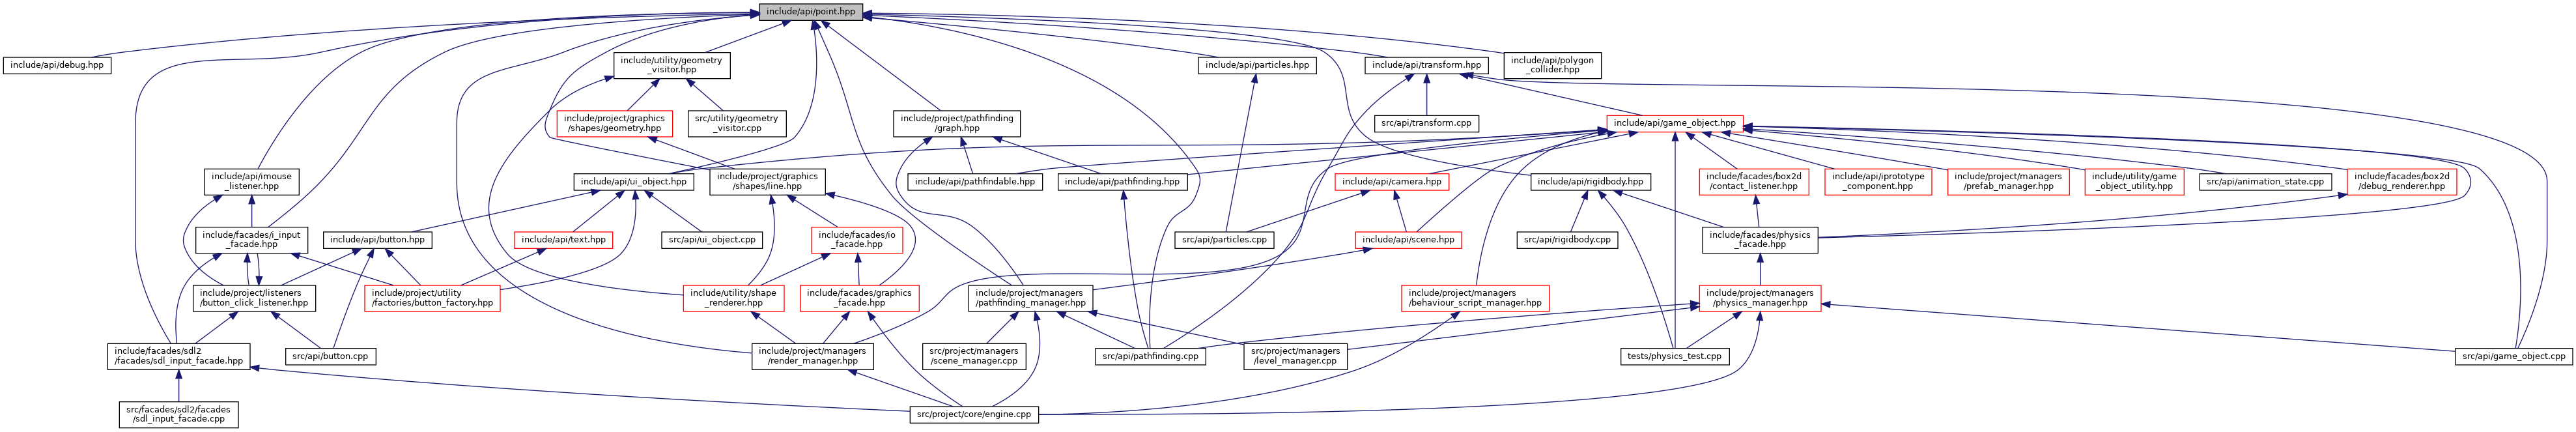 include/api/point.hpp
include/api/debug.hpp
include/utility/geometry
_visitor.hpp
include/api/particles.hpp
include/api/transform.hpp
include/api/polygon
_collider.hpp
include/project/graphics
/shapes/geometry.hpp
src/utility/geometry
_visitor.cpp
include/project/pathfinding
/graph.hpp
src/api/transform.cpp
include/api/game_object.hpp
include/api/imouse
_listener.hpp
include/api/ui_object.hpp
include/project/graphics
/shapes/line.hpp
include/api/pathfindable.hpp
include/api/pathfinding.hpp
include/api/camera.hpp
include/api/rigidbody.hpp
include/facades/box2d
/contact_listener.hpp
include/api/iprototype
_component.hpp
include/project/managers
/prefab_manager.hpp
include/utility/game
_object_utility.hpp
src/api/animation_state.cpp
include/facades/box2d
/debug_renderer.hpp
include/facades/i_input
_facade.hpp
include/api/button.hpp
include/api/text.hpp
src/api/ui_object.cpp
include/facades/io
_facade.hpp
src/api/particles.cpp
include/api/scene.hpp
src/api/rigidbody.cpp
include/facades/physics
_facade.hpp
include/project/listeners
/button_click_listener.hpp
include/project/utility
/factories/button_factory.hpp
include/utility/shape
_renderer.hpp
include/facades/graphics
_facade.hpp
include/project/managers
/pathfinding_manager.hpp
include/project/managers
/behaviour_script_manager.hpp
include/project/managers
/physics_manager.hpp
include/facades/sdl2
/facades/sdl_input_facade.hpp
src/api/button.cpp
include/project/managers
/render_manager.hpp
src/project/managers
/scene_manager.cpp
src/api/pathfinding.cpp
src/project/managers
/level_manager.cpp
tests/physics_test.cpp
src/api/game_object.cpp
src/facades/sdl2/facades
/sdl_input_facade.cpp
src/project/core/engine.cpp